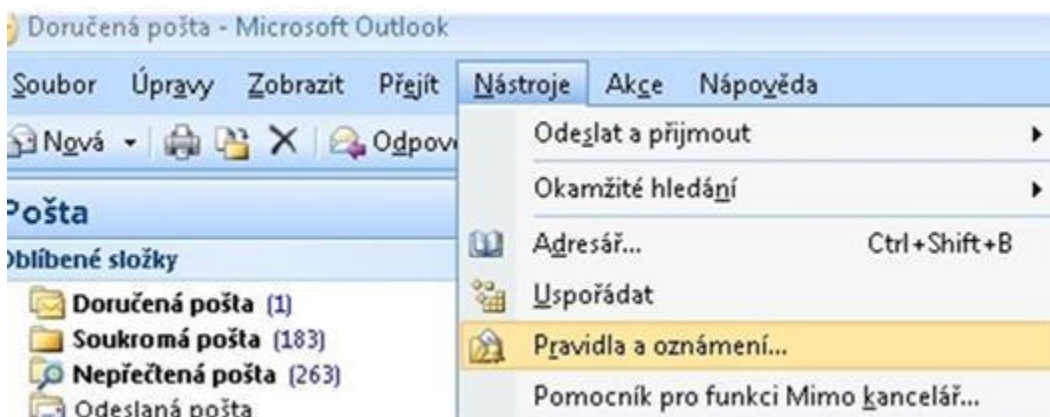 Doručená pošta - Microsoft Outlook
Soubor Úpravy Zobrazit Přejít Nástroje Akce Nápověda
Nová Odpov
Pošta
Oblíbené složky
Doručená pošta (1)
Soukromá pošta (183)
Nepřečtená pošta (263)
Odeslaná pošta
Odeslat a přijmout
Okamžité hledání
Adresář... Ctrl+Shift+B
Uspořádat
Pravidla a oznámení...
Pomocník pro funkci Mimo kancelář...